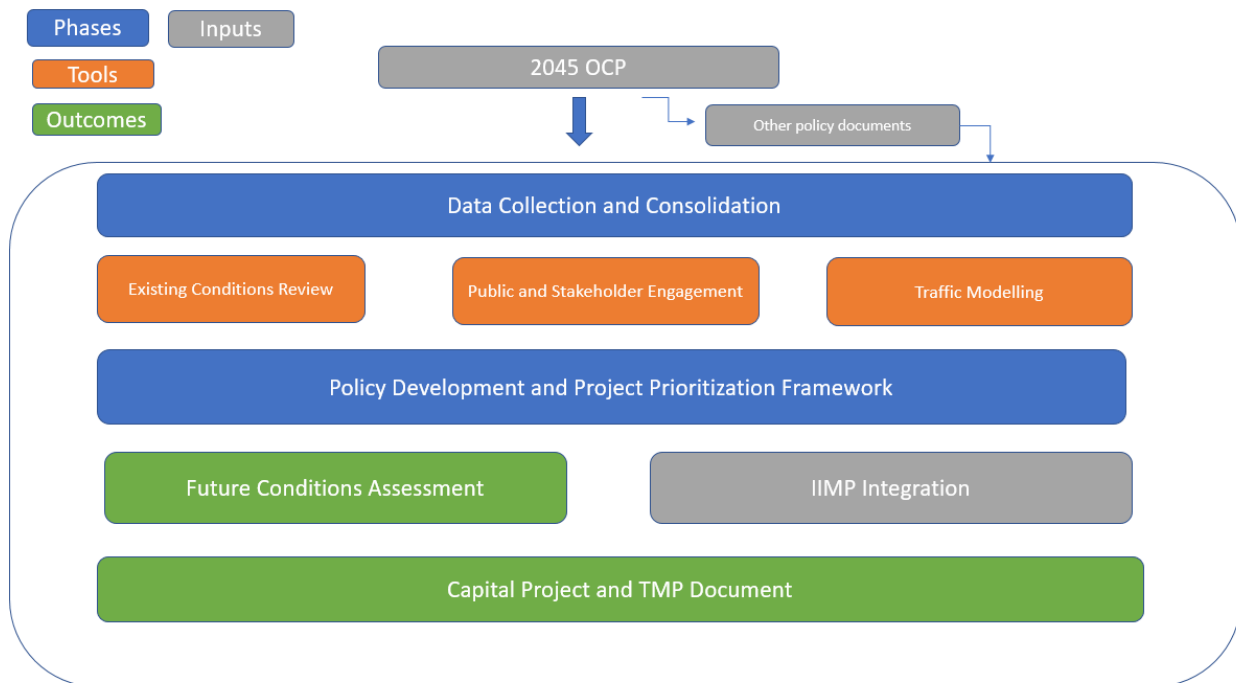 Phases
Inputs
Tools
Outcomes
2045 OCP
Other policy documents
Data Collection and Consolidation
Existing Conditions Review
Public and Stakeholder Engagement
Traffic Modelling
Policy Development and Project Prioritization Framework
Future Conditions Assessment
IIMP Integration
Capital Project and TMP Document